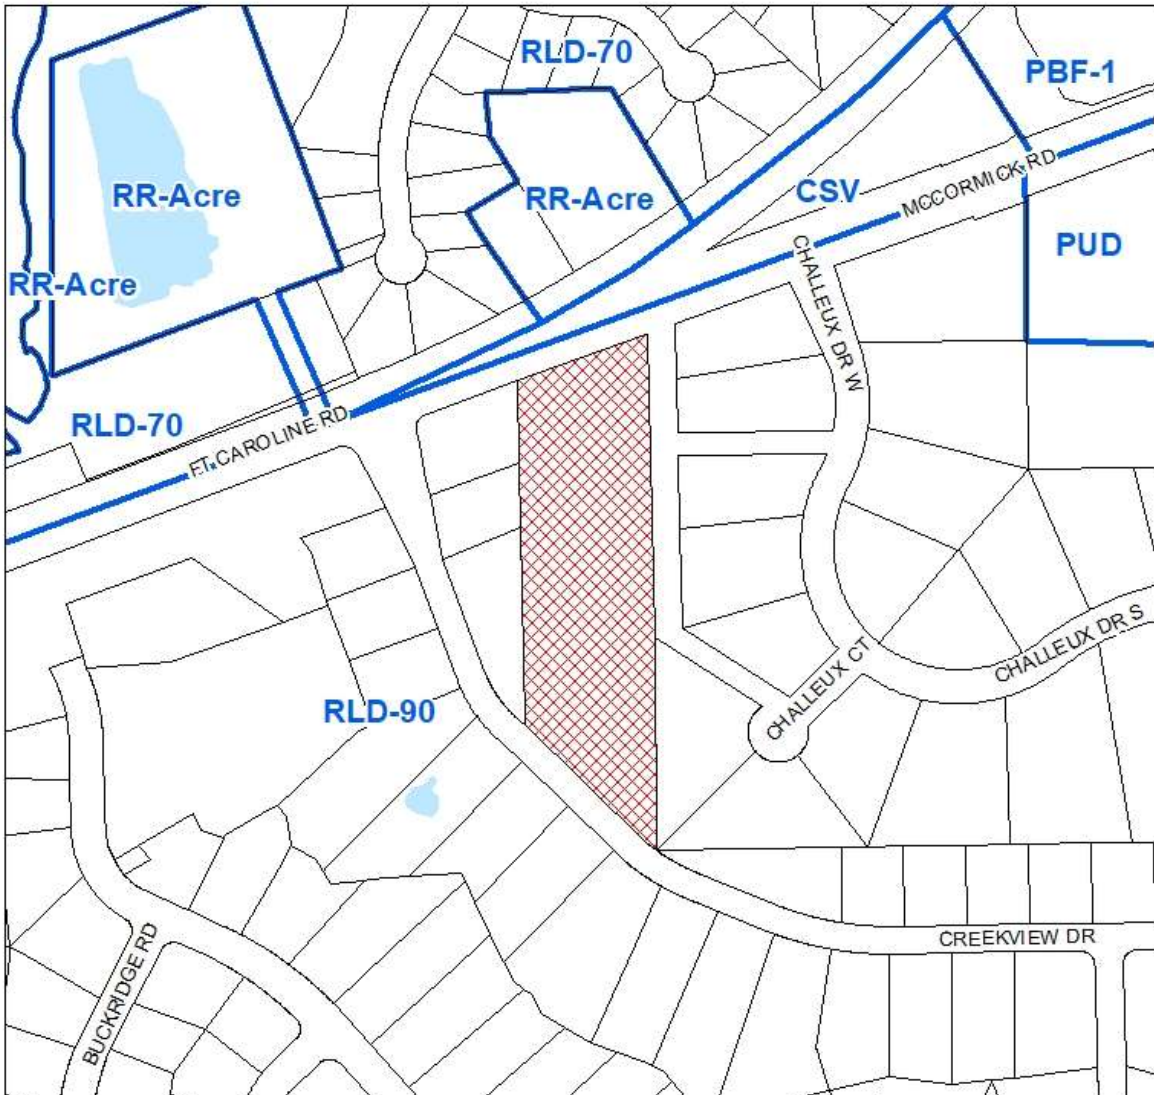 RLD-70
PBF-1
RR-Acre
RR-Acre
CSV
MCCORMICK RD
PUD
RR-Acre
CHALLEUX DR W
RLD-70
FT CAROLINE RD
CHALLEUX DR S
CHALLEUX CT
RLD-90
CREEKVIEW DR
BUCKRIDGE RD